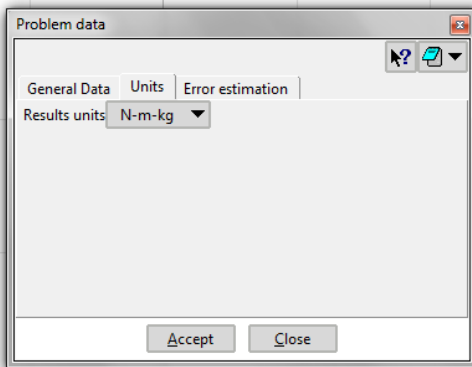 Problem data
General Data Units Error estimation
Results units N-m-kg
Accept Close